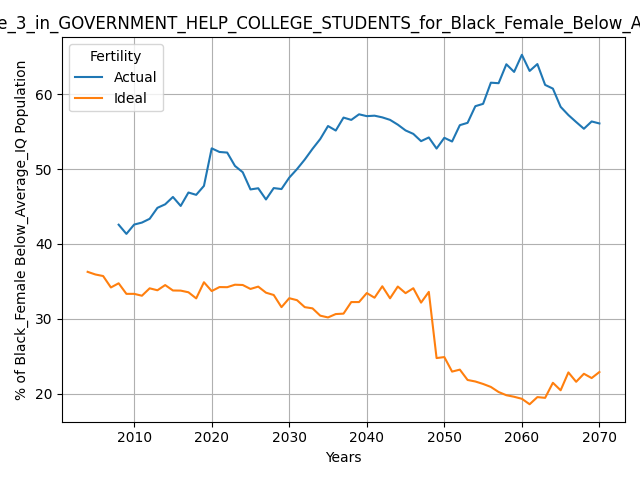 e_3_in_GOVERNMENT_HELP_COLLEGE_STUDENTS_for_Black_Female_Below_A
Fertility
Actual
Ideal
% of Black_Female Below_Average_IQ Population
60
50
40
30
20
2010 2020 2030 2040 2050 2060 2070
Years